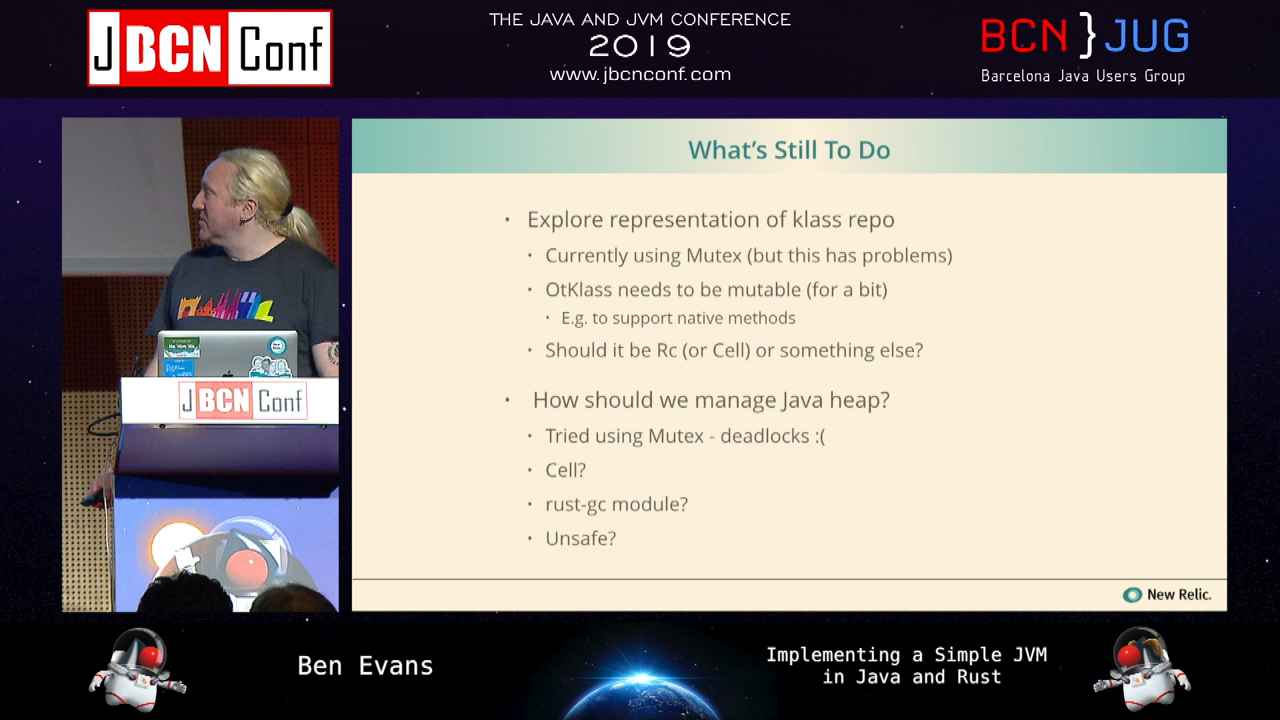 J BCN Conf
THE JAVA AND JVM CONFERENCE
2019
www.jbcnconf.com
BCN}JUG
Barcelona Java Users Group
What's Still To Do
• Explore representation of klass repo
• Currently using Mutex (but this has problems)
• OtKlass needs to be mutable (for a bit)
• E.g. to support native methods
• Should it be Rc (or Cell) or something else?
• How should we manage Java heap?
• Tried using Mutex - deadlocks :(
• Cell?
• rust-gc module?
• Unsafe?
New Relic.
J BCN Conf
Ben Evans
Implementing a Simple JVM
in Java and Rust